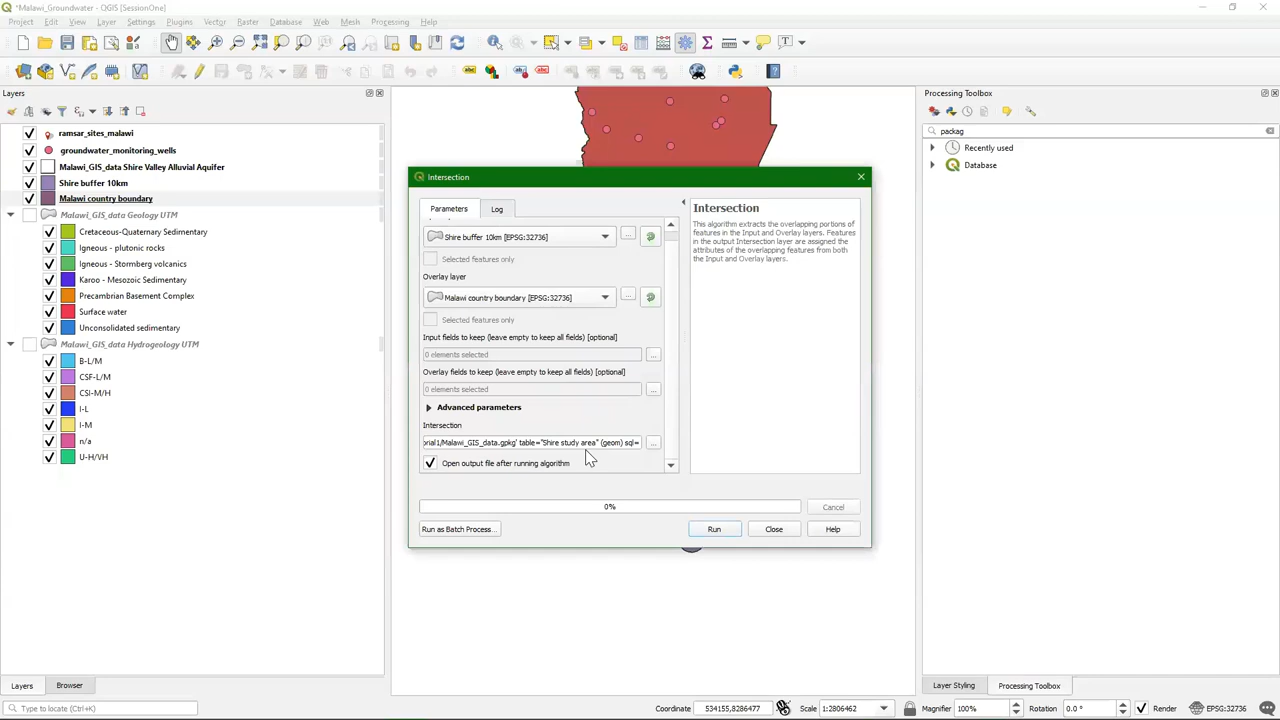 *Malawi_Groundwater - QGIS [SessionOne]
Project Edit View Layer Settings Plugins Vector Raster Database Web Mesh Processing Help
Layers
ramsar_sites_malawi
groundwater_monitoring_wells
Malawi_GIS_data Shire Valley Alluvial Aquifer
Shire buffer 10km
Malawi country boundary
Malawi_GIS_data Geology UTM
Cretceous-Quaternary Sedimentary
Igneous - plutonic rocks
Igneous - Stormberg volcanics
Karoo - Mesozoic Sedimentary
Precambrian Basement Complex
Surface water
Unconsolidated sedimentary
Malawi_GIS_data Hydrogeology UTM
B-L/M
CSF-L/M
CSI-M/H
I-L
I-M
n/a
U-H/VH
Layers Browser
Type to locate (Ctrl+K)
Intersection
Parameters Log
Shire buffer 10km [EPSG:32736]
Selected features only
Overlay layer
Malawi country boundary [EPSG:32736]
Selected features only
Input fields to keep (leave empty to keep all fields) [optional]
0 elements selected
Overlay fields to keep (leave empty to keep all fields) [optional]
0 elements selected
Advanced parameters
Intersection
orial1/Malawi_GIS_data.gpkg' table="Shire study area" (geom) sql=
Open output file after running algorithm
0%
Cancel
Run as Batch Process...
Run
Close
Help
Intersection
This algorithm extracts the overlapping portions of
features in the Input and Overlay layers. Features
in the output Intersection layer are assigned the
attributes of the overlapping features from both
the Input and Overlay layers.
Processing Toolbox
packag
Recently used
Database
Layer Styling Processing Toolbox
Coordinate 534155,8286477 Scale 1:2806462 Magnifier 100% Rotation 0.0 ° Render EPSG:32736